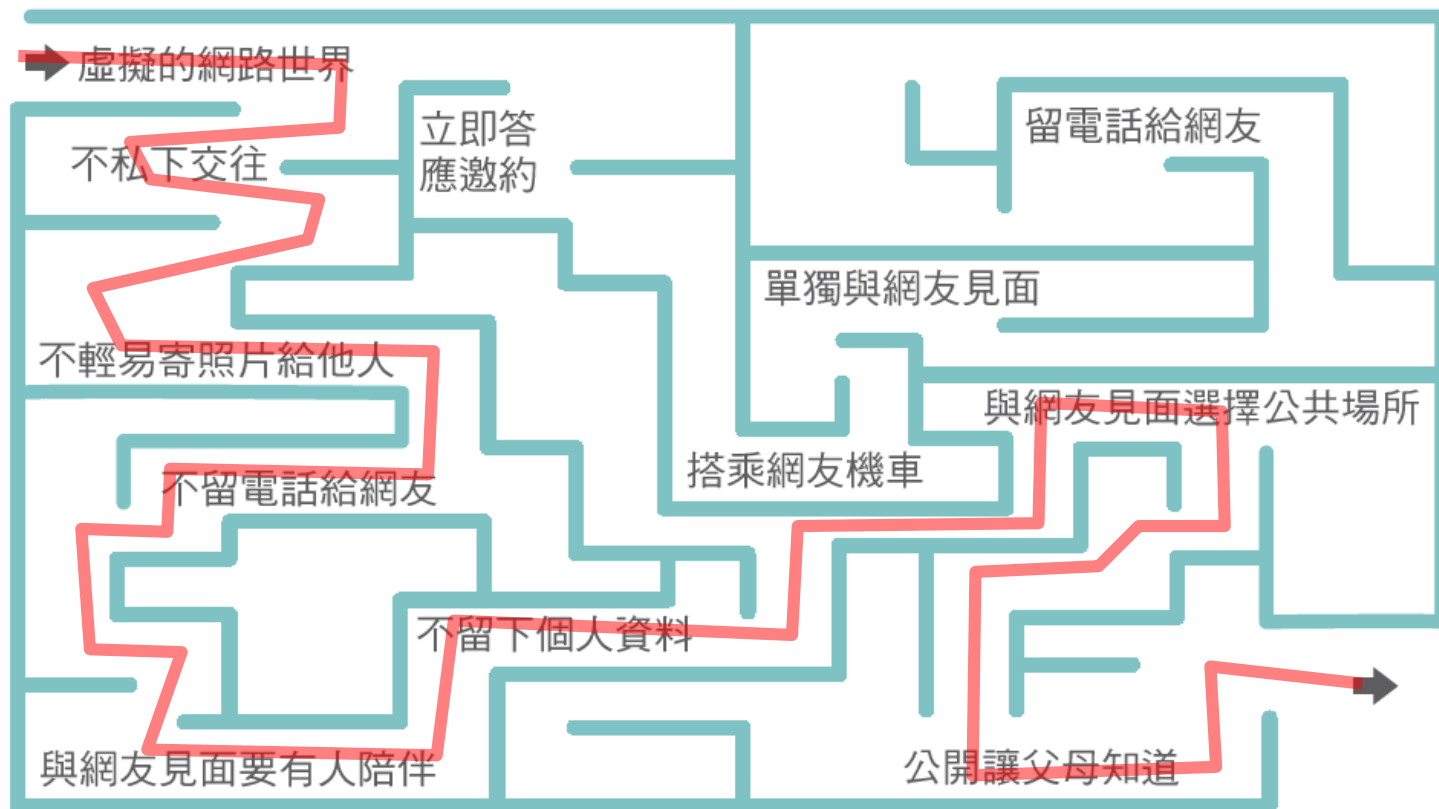 虛擬的網路世界
立即答
應邀約
留電話給網友
不私下交往
單獨與網友見面
不輕易寄照片給他人
與網友見面選擇公共場所
搭乘網友機車
不留電話給網友
不留下個人資料
與網友見面要有人陪伴
公開讓父母知道